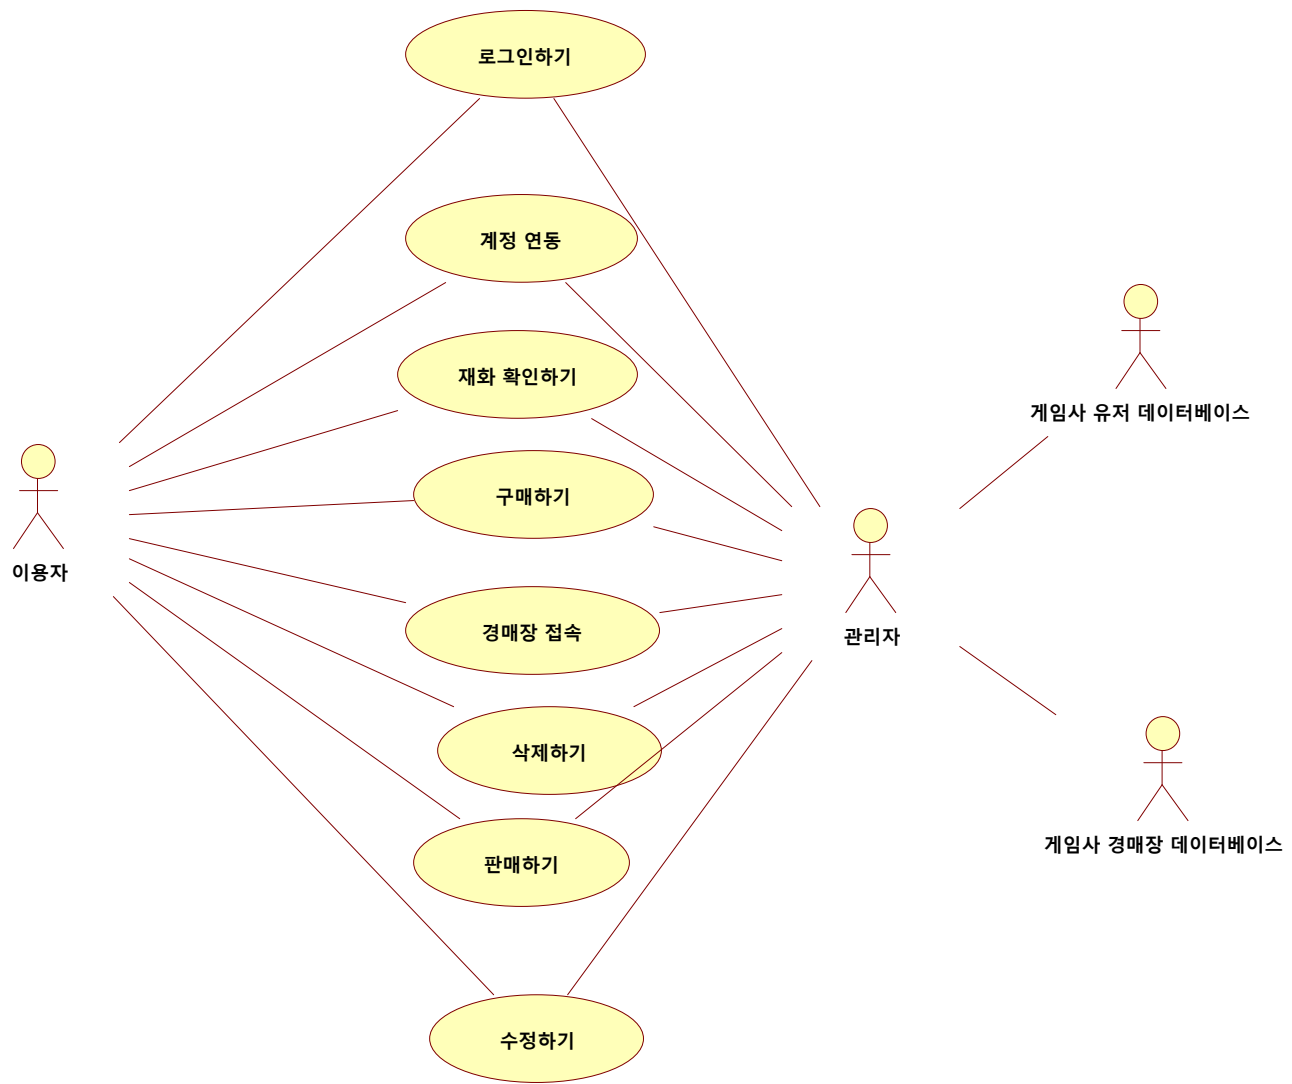 로그인하기
계정 연동
재화 확인하기
구매하기
경매장 접속
삭제하기
판매하기
수정하기
이용자
관리자
게임사 유저 데이터베이스
게임사 경매장 데이터베이스